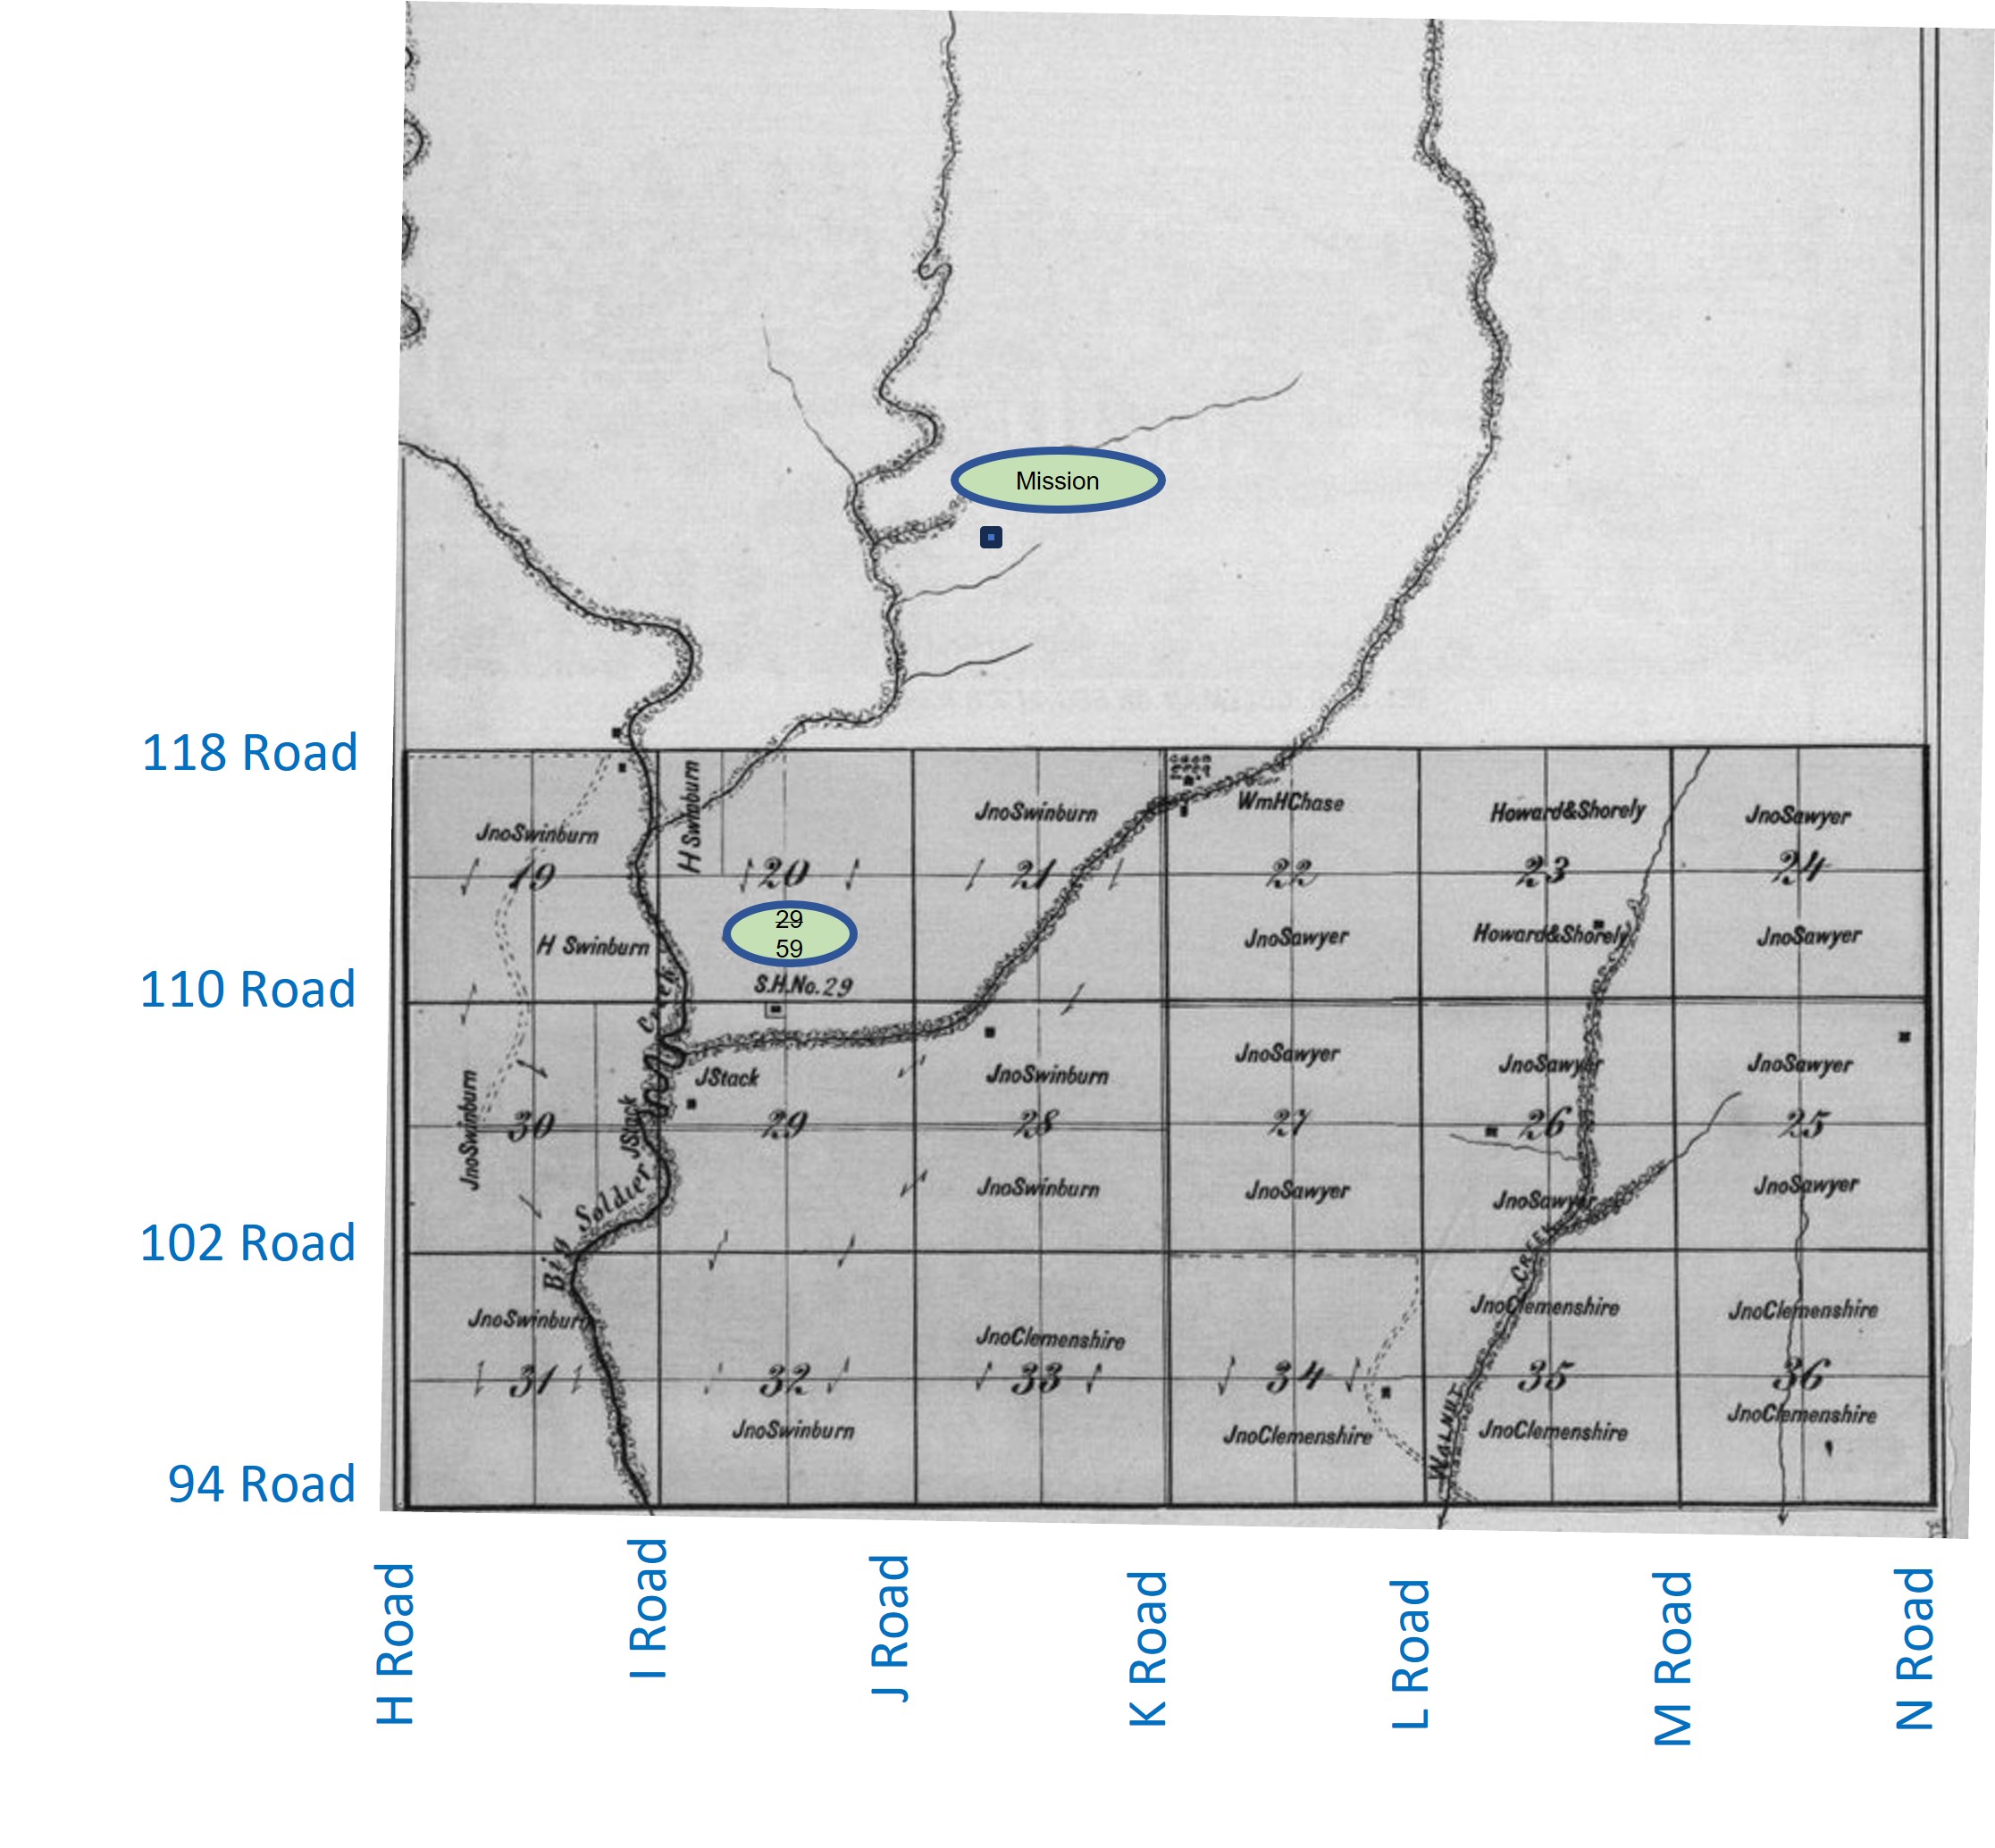 Mission
118 Road
JnoSwinburn
H Swinburn
JnoSwinburn
WmHChase
Howard&Shorely
JnoSawyer
19
20
21
22
23
24
29
59
H Swinburn
JnoSawyer
Howard&Shorely
JnoSawyer
S.H.No.29
110 Road
Creek
JStack
JnoSwinburn
JnoSawyer
JnoSawyer
JnoSawyer
JnoSwinburn
30
JStack
29
28
27
26
25
JnoSwinburn
JnoSawyer
JnoSawyer
JnoSawyer
Big Soldier
102 Road
CREEK
JnoSwinburn
JnoClemenshire
JnoClemenshire
JnoClemenshire
31
32
33
34
35
36
JnoSwinburn
JnoClemenshire
JnoClemenshire
JnoClemenshire
WALNUT
94 Road
H Road
I Road
J Road
K Road
L Road
M Road
N Road